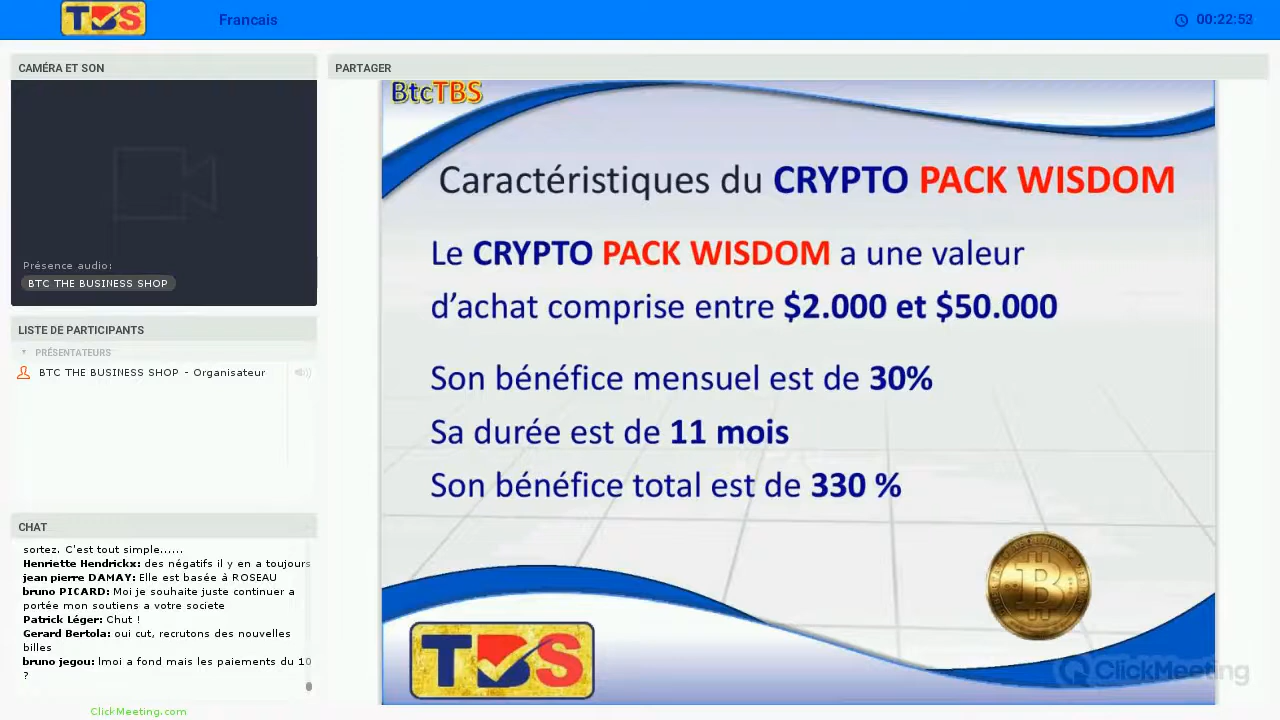 TBS
Francais
00:22:53
CAMÉRA ET SON
Présence audio:
BTC THE BUSINESS SHOP
LISTE DE PARTICIPANTS
PRÉSENTATEURS
BTC THE BUSINESS SHOP - Organisateur
CHAT
sortez. C'est tout simple......
Henriette Hendrickx: des négatifs il y en a toujours
jean pierre DAMAY: Elle est basée à ROSEAU
bruno PICARD: Moi je souhaite juste continuer a
portée mon soutiens a votre societe
Patrick Léger: Chut !
Gerard Bertola: oui cut, recrutons des nouvelles
billes
bruno jegou: lmoi a fond mais les paiements du 10
?
ClickMeeting.com
PARTAGER
BtcTBS
Caractéristiques du CRYPTO PACK WISDOM
Le CRYPTO PACK WISDOM a une valeur
d’achat comprise entre $2.000 et $50.000
Son bénéfice mensuel est de 30%
Sa durée est de 11 mois
Son bénéfice total est de 330 %
TBS
ClickMeeting